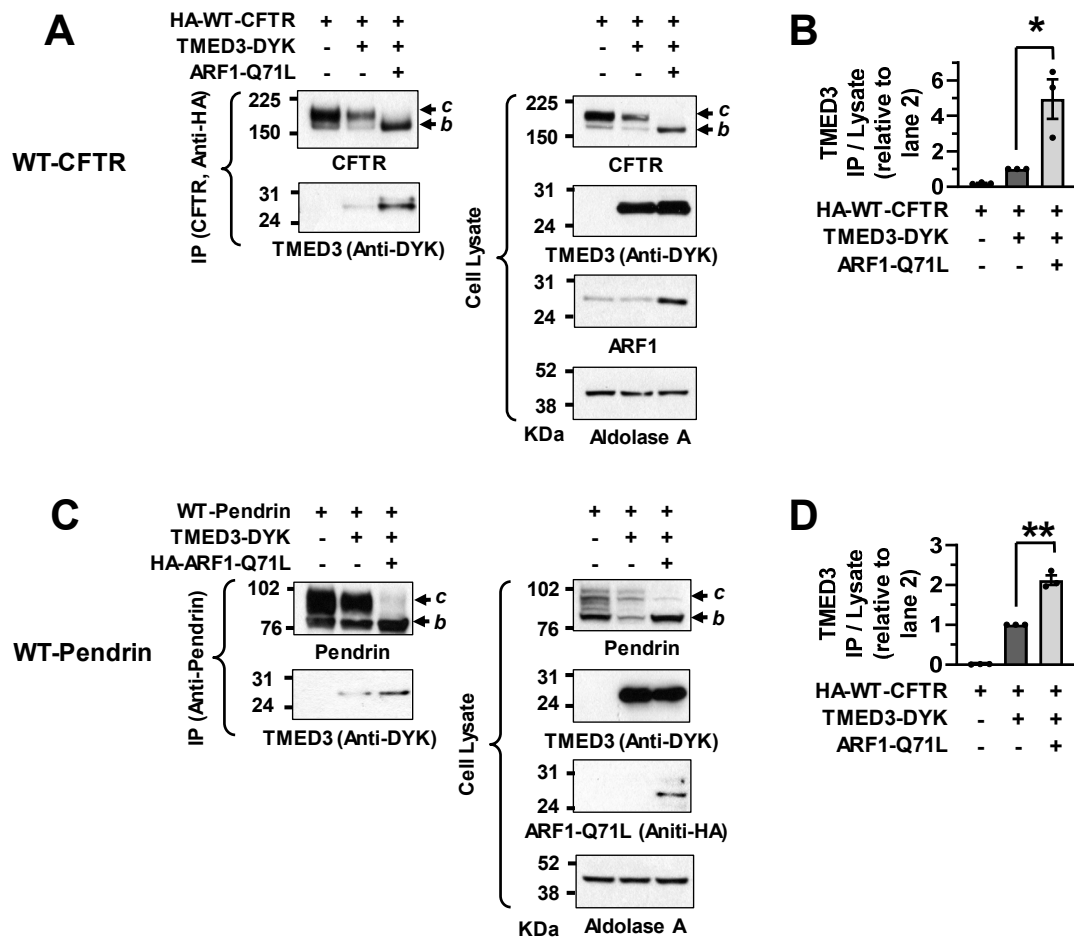 A
HA-WT-CFTR + + +
TMED3-DYK - + +
ARF1-Q71L - - +
WT-CFTR
IP (CFTR, Anti-HA)
225
150
c
b
CFTR
31
24
TMED3 (Anti-DYK)
+ + +
- + +
- - +
Cell Lysate
225
150
c
b
CFTR
31
24
TMED3 (Anti-DYK)
31
24
ARF1
52
38
KDa
Aldolase A
B
TMED3
IP / Lysate
(relative to
lane 2)
6
4
2
0
*
HA-WT-CFTR + + +
TMED3-DYK - + +
ARF1-Q71L - - +
C
WT-Pendrin + + +
TMED3-DYK - + +
HA-ARF1-Q71L - - +
WT-Pendrin
IP (Anti-Pendrin)
102
76
c
b
Pendrin
31
24
TMED3 (Anti-DYK)
+ + +
- + +
- - +
Cell Lysate
102
76
c
b
Pendrin
31
24
TMED3 (Anti-DYK)
31
24
ARF1-Q71L (Aniti-HA)
52
38
KDa
Aldolase A
D
TMED3
IP / Lysate
(relative to
lane 2)
3
2
1
0
**
HA-WT-CFTR + + +
TMED3-DYK - + +
ARF1-Q71L - - +